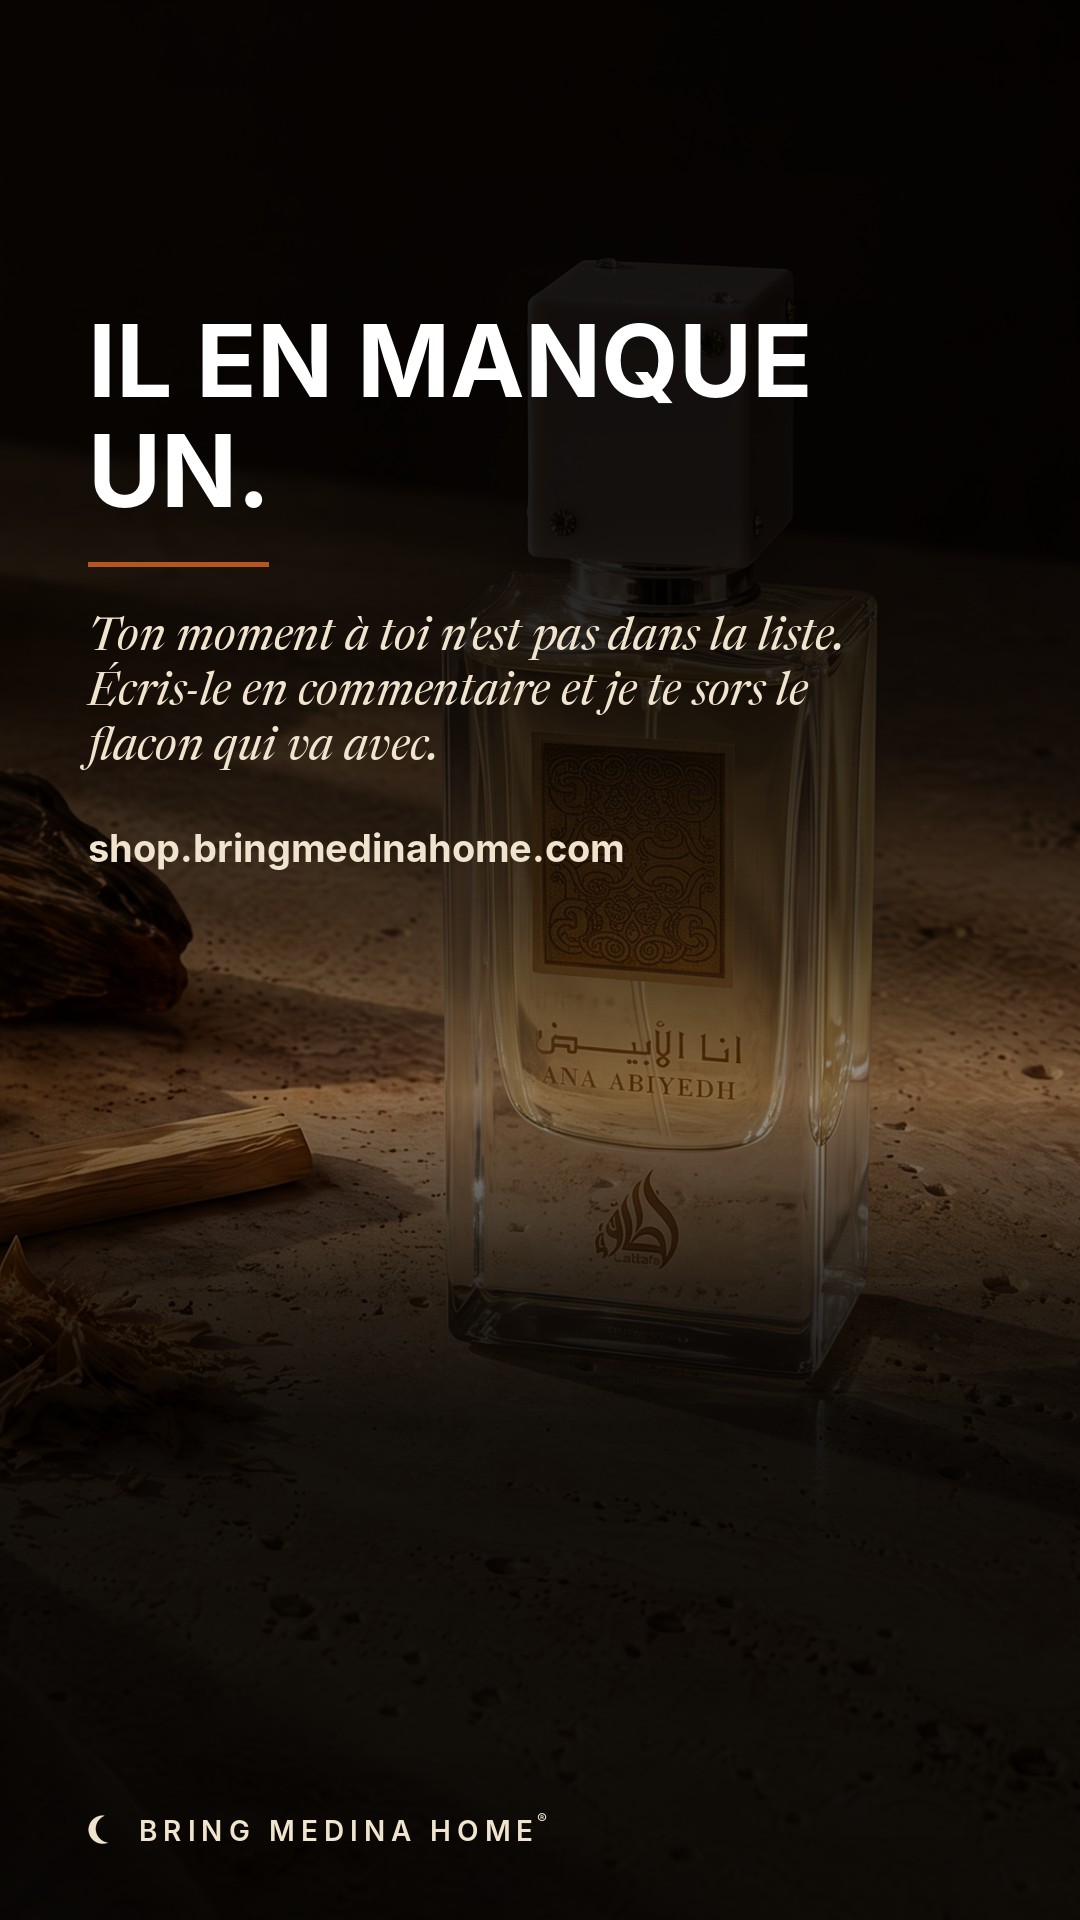 IL EN MANQUE
UN.
Ton moment à toi n'est pas dans la liste.
Écris-le en commentaire et je te sors le
flacon qui va avec.
shop.bringmedinahome.com
انا الأبيض
ANA ABIYEDH
لطافة
Lattafa
BRING MEDINA HOME®